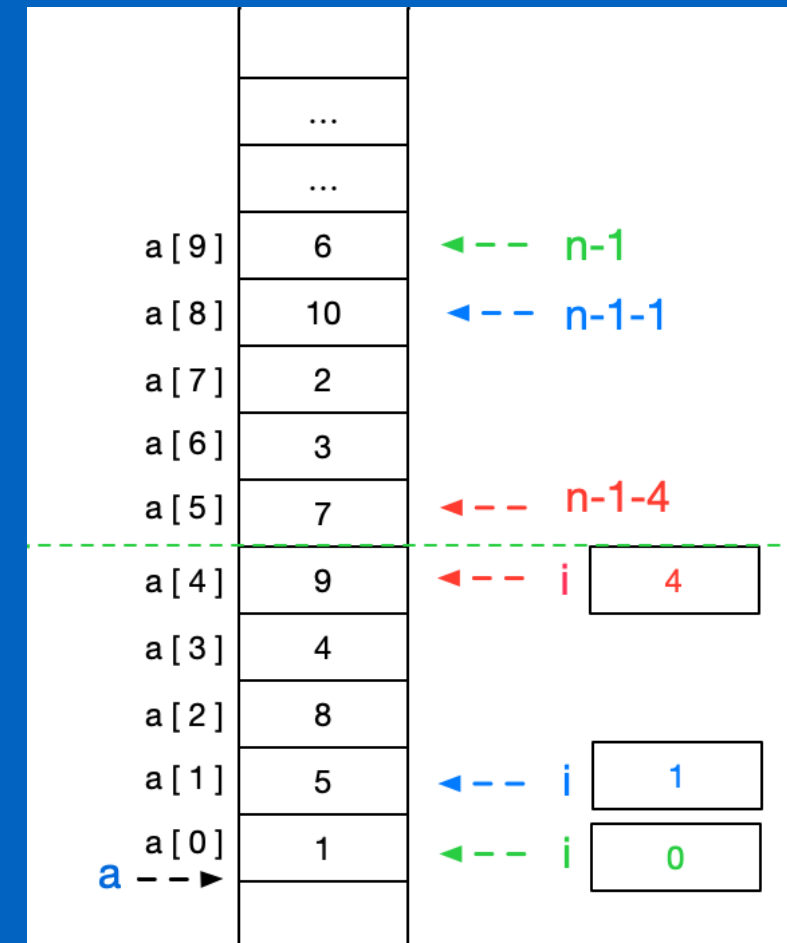 ...
...
a[9] 6 n-1
a[8] 10 n-1-1
a[7] 2
a[6] 3
a[5] 7 n-1-4
a[4] 9 i 4
a[3] 4
a[2] 8
a[1] 5 i 1
a[0] 1 i 0
a